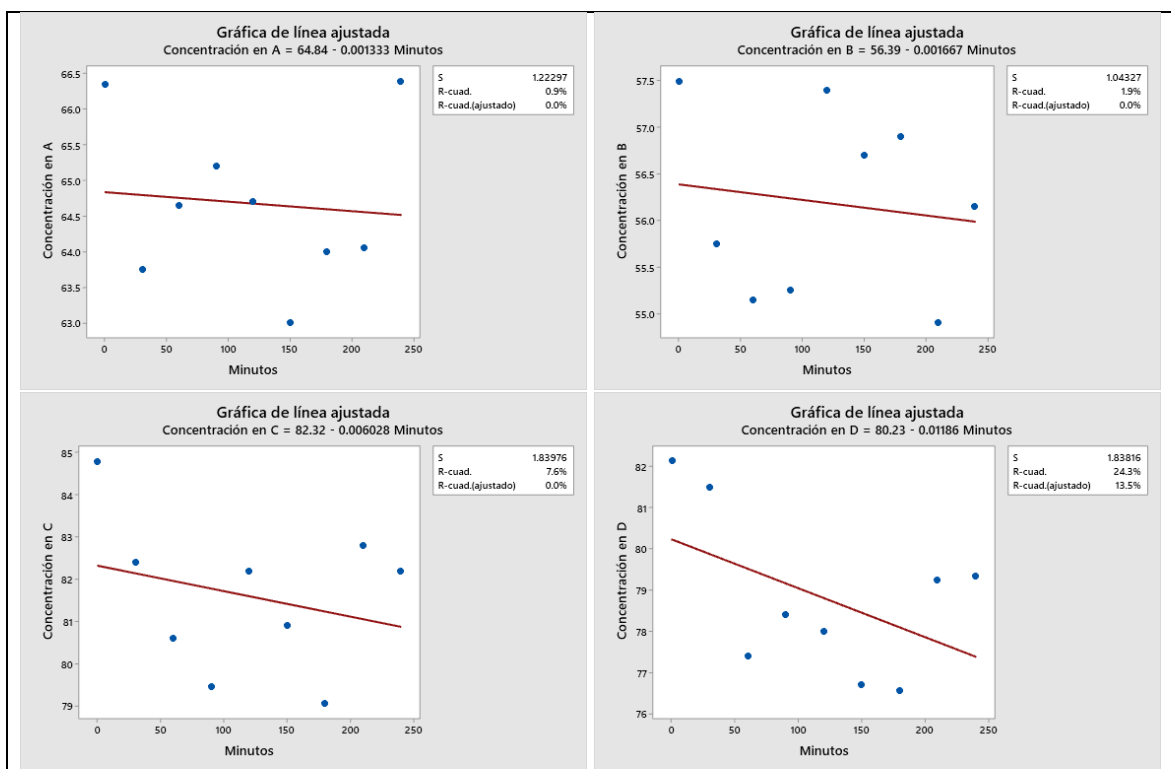 Gráfica de línea ajustada
Concentración en A = 64.84 - 0.001333 Minutos
S 1.22297
R-cuad. 0.9%
R-cuad.(ajustado) 0.0%
66.5
66.0
65.5
65.0
64.5
64.0
63.5
63.0
Concentración en A
0 50 100 150 200 250
Minutos
Gráfica de línea ajustada
Concentración en B = 56.39 - 0.001667 Minutos
S 1.04327
R-cuad. 1.9%
R-cuad.(ajustado) 0.0%
57.5
57.0
56.5
56.0
55.5
55.0
Concentración en B
0 50 100 150 200 250
Minutos
Gráfica de línea ajustada
Concentración en C = 82.32 - 0.006028 Minutos
S 1.83976
R-cuad. 7.6%
R-cuad.(ajustado) 0.0%
85
84
83
82
81
80
79
Concentración en C
0 50 100 150 200 250
Minutos
Gráfica de línea ajustada
Concentración en D = 80.23 - 0.01186 Minutos
S 1.83816
R-cuad. 24.3%
R-cuad.(ajustado) 13.5%
82
81
80
79
78
77
76
Concentración en D
0 50 100 150 200 250
Minutos